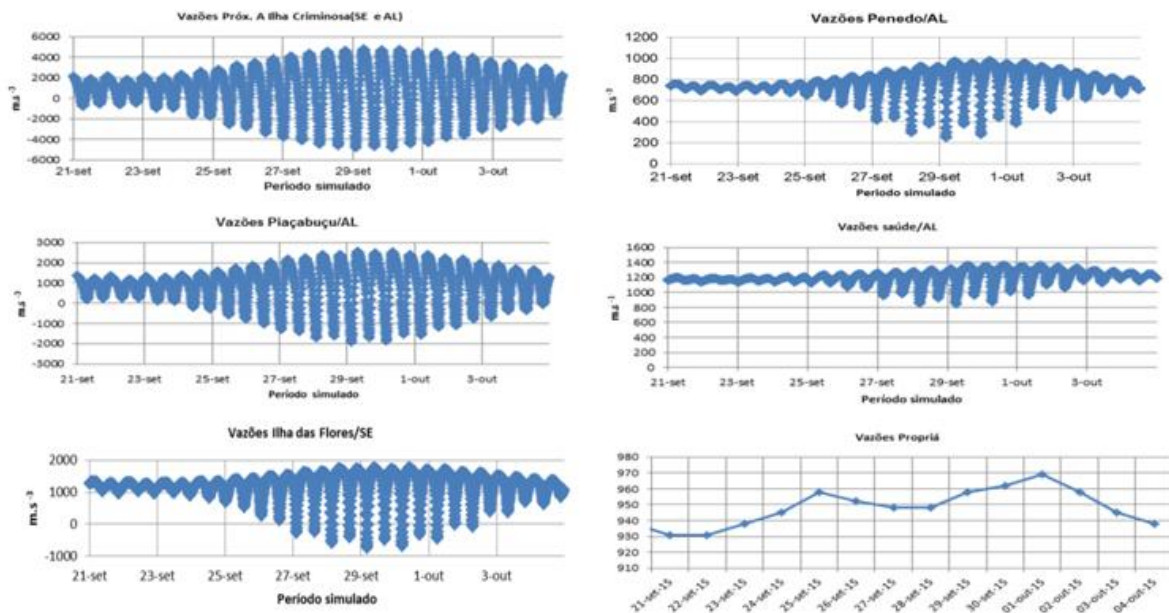 Vazões Próx. A Ilha Criminosa(SE e AL)
6000
4000
2000
0
-2000
-4000
-6000
m.s⁻³
21-set 23-set 25-set 27-set 29-set 1-out 3-out
Período simulado
Vazões Penedo/AL
1200
1000
800
600
400
200
0
m.s⁻³
21-set 23-set 25-set 27-set 29-set 1-out 3-out
Período simulado
Vazões Piaçabuçu/AL
3000
2000
1000
0
-1000
-2000
-3000
m.s⁻³
21-set 23-set 25-set 27-set 29-set 1-out 3-out
Período simulado
Vazões saúde/AL
1600
1400
1200
1000
800
600
400
200
0
m.s⁻³
21-set 23-set 25-set 27-set 29-set 1-out 3-out
Período simulado
Vazões Ilha das Flores/SE
2000
1000
0
-1000
m.s⁻³
21-set 23-set 25-set 27-set 29-set 1-out 3-out
Período simulado
Vazões Propriá
980
970
960
950
940
930
920
910
21-set-15 22-set-15 23-set-15 24-set-15 25-set-15 26-set-15 27-set-15 28-set-15 29-set-15 30-set-15 01-out-15 02-out-15 03-out-15 04-out-15